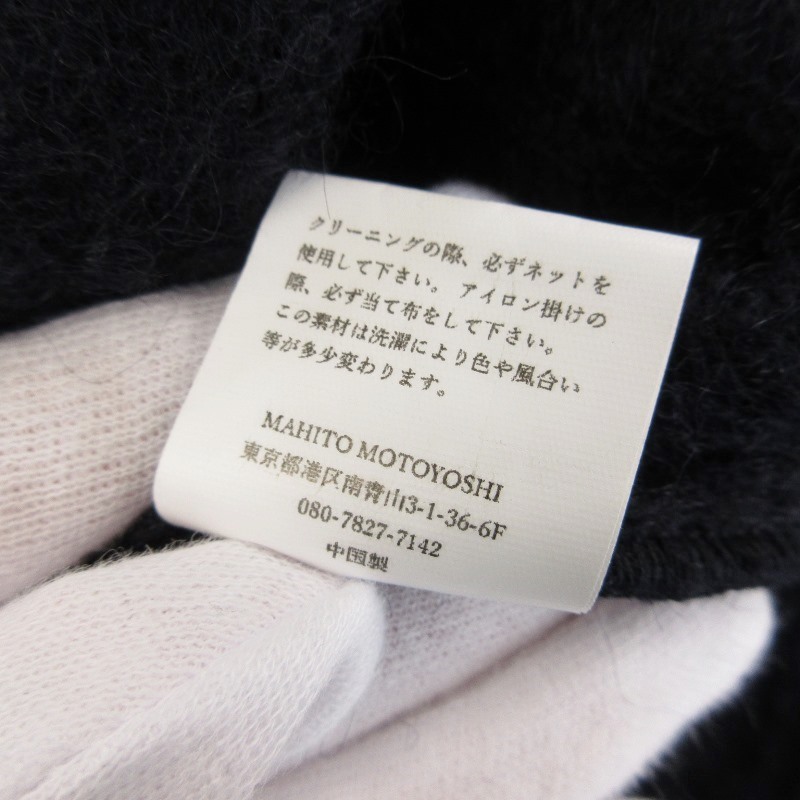 クリーニングの際、必ずネットを
使用して下さい。アイロン掛けの
際、必ず当て布をして下さい。
この素材は洗濯により色や風合い
等が多少変わります。
MAHITO MOTOYOSHI
東京都港区南青山3-1-36-6F
080-7827-7142
中国製